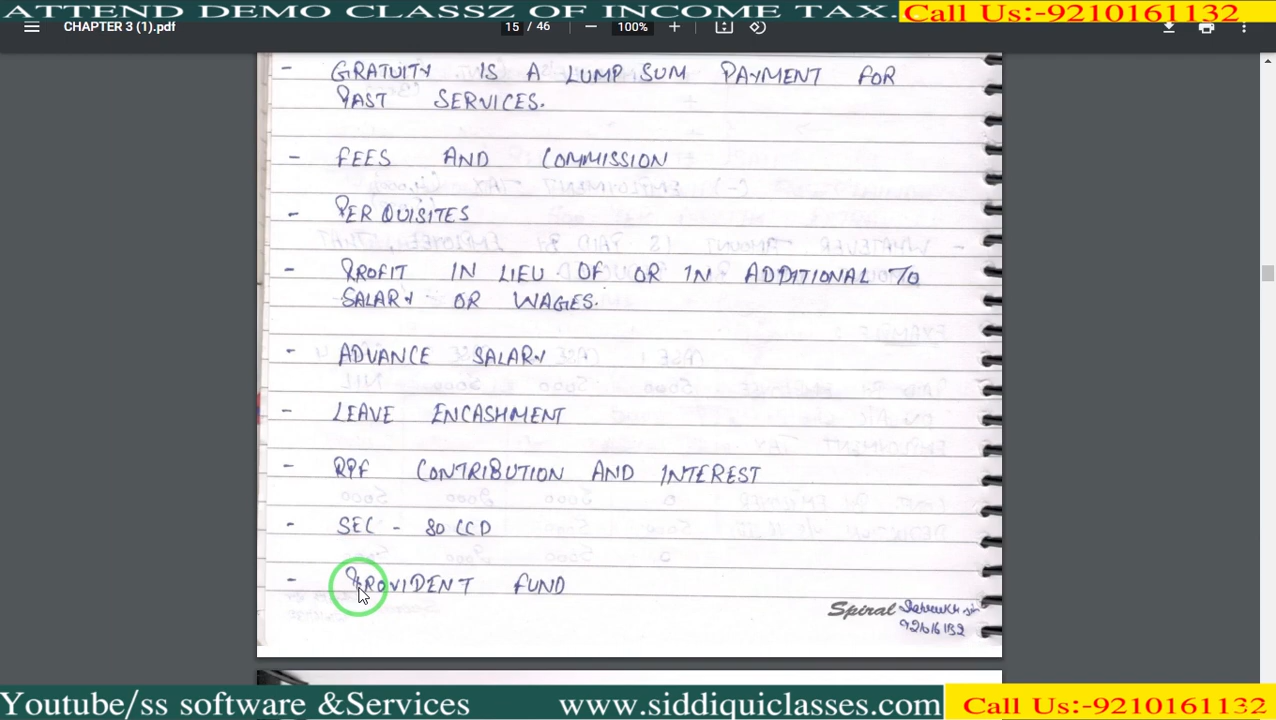 ATTEND DEMO CLASSZ OF INCOME TAX. Call Us:-9210161132
CHAPTER 3 (1).pdf 15 / 46 100%
- GRATUITY IS A LUMP SUM PAYMENT FOR
PAST SERVICES.
- FEES AND COMMISSION
- PERQUISITES
- PROFIT IN LIEU OF OR IN ADDITIONAL TO
SALARY OR WAGES.
- ADVANCE SALARY
- LEAVE ENCASHMENT
- RPF CONTRIBUTION AND INTEREST
- SEC - 80 CCD
- PROVIDENT FUND
Spiral
9210161132
Youtube/ss software &Services www.siddiquiclasses.com Call Us:-9210161132